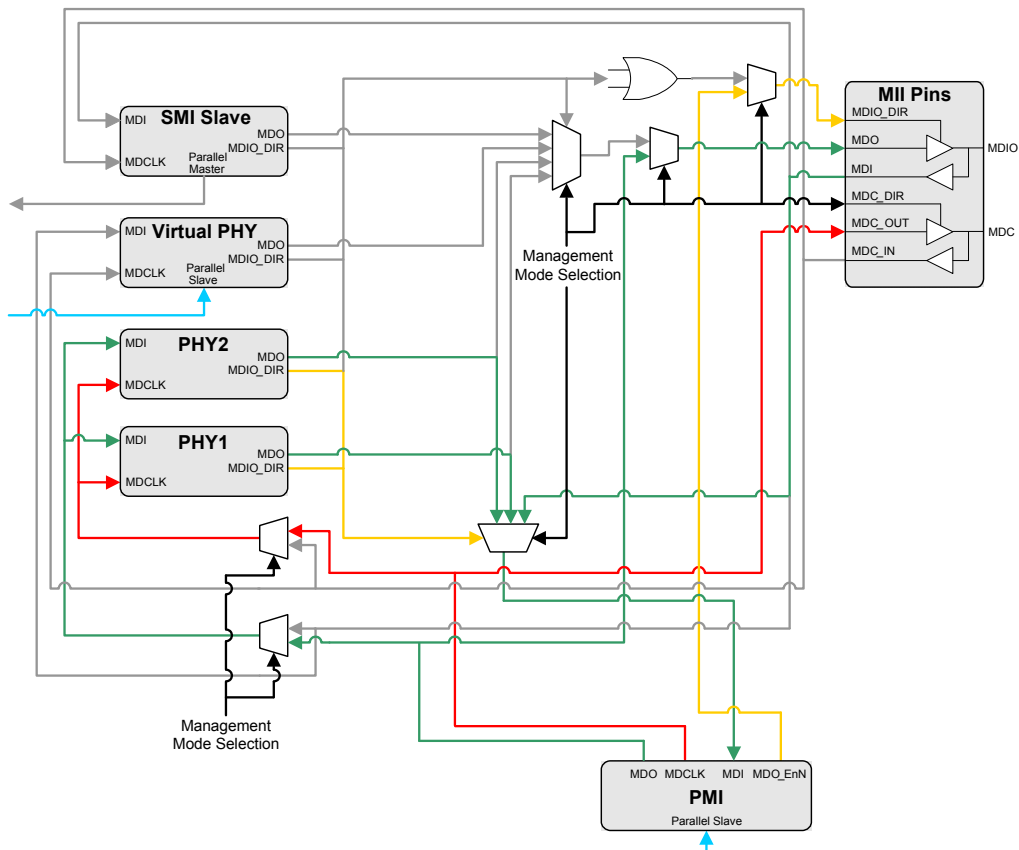 SMI Slave
MDI
MDCLK
MDO
MDIO_DIR
Parallel
Master
Virtual PHY
MDI
MDCLK
MDO
MDIO_DIR
Parallel
Slave
PHY2
MDI
MDCLK
MDO
MDIO_DIR
PHY1
MDI
MDCLK
MDO
MDIO_DIR
Management
Mode Selection
MII Pins
MDIO_DIR
MDO
MDI
MDC_DIR
MDC_OUT
MDC_IN
MDIO
MDC
Management
Mode Selection
MDO
MDCLK
MDI
MDO_EnN
PMI
Parallel Slave